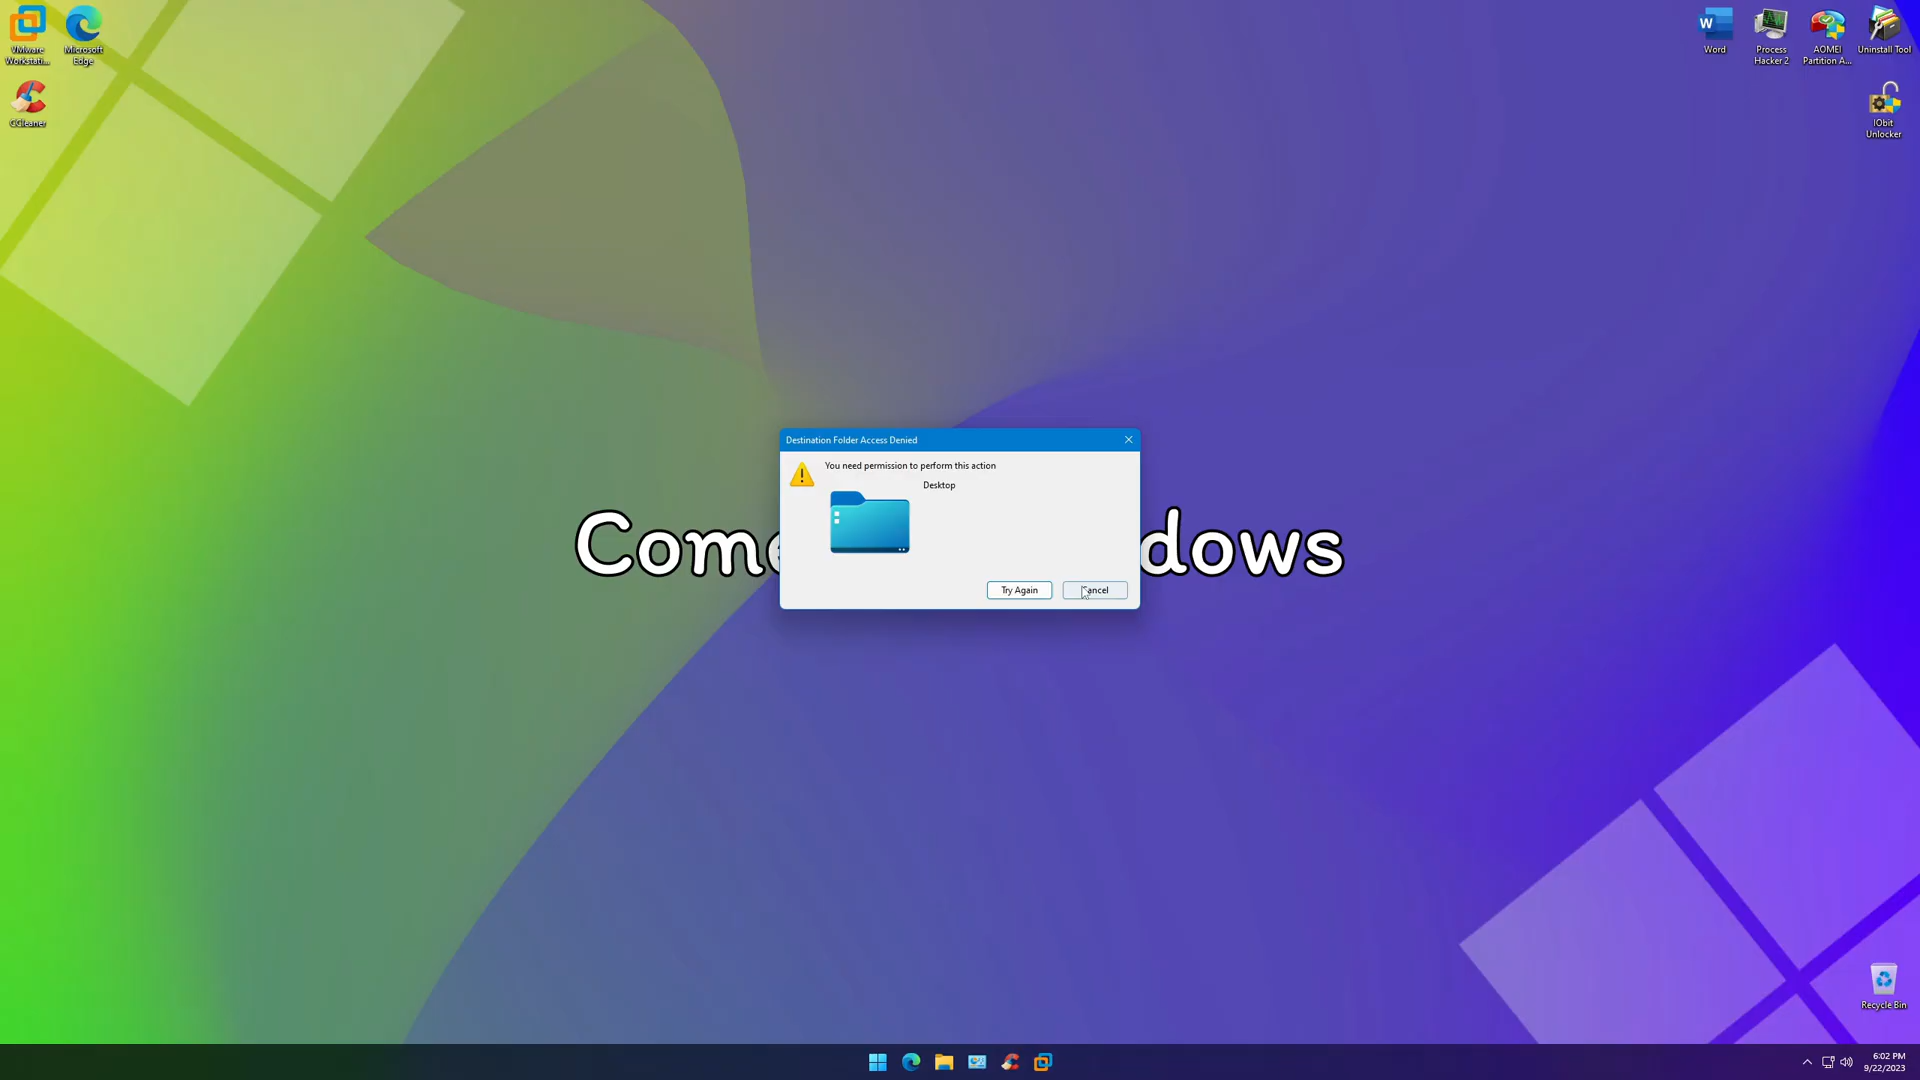 VMware
Workstati...
Microsoft
Edge
CCleaner
Word
Process
Hacker 2
AOMEI
Partition A...
Uninstall Tool
IObit
Unlocker
Destination Folder Access Denied
You need permission to perform this action
Desktop
Come
dows
Try Again
Cancel
Recycle Bin
6:02 PM
9/22/2023